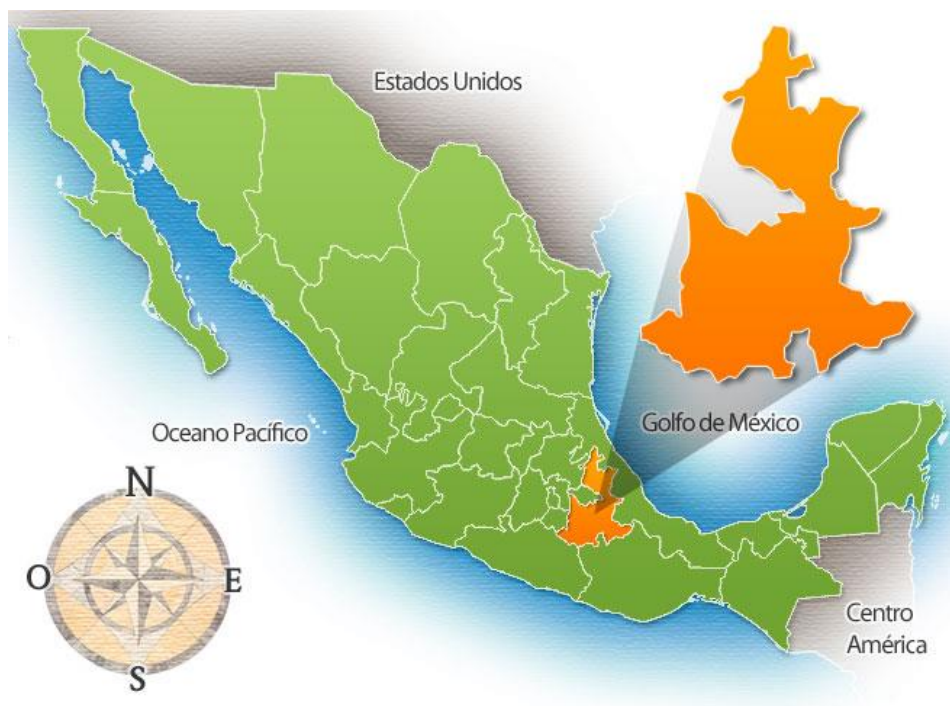 Estados Unidos
Golfo de México
Oceano Pacífico
N
O
E
S
Centro
América